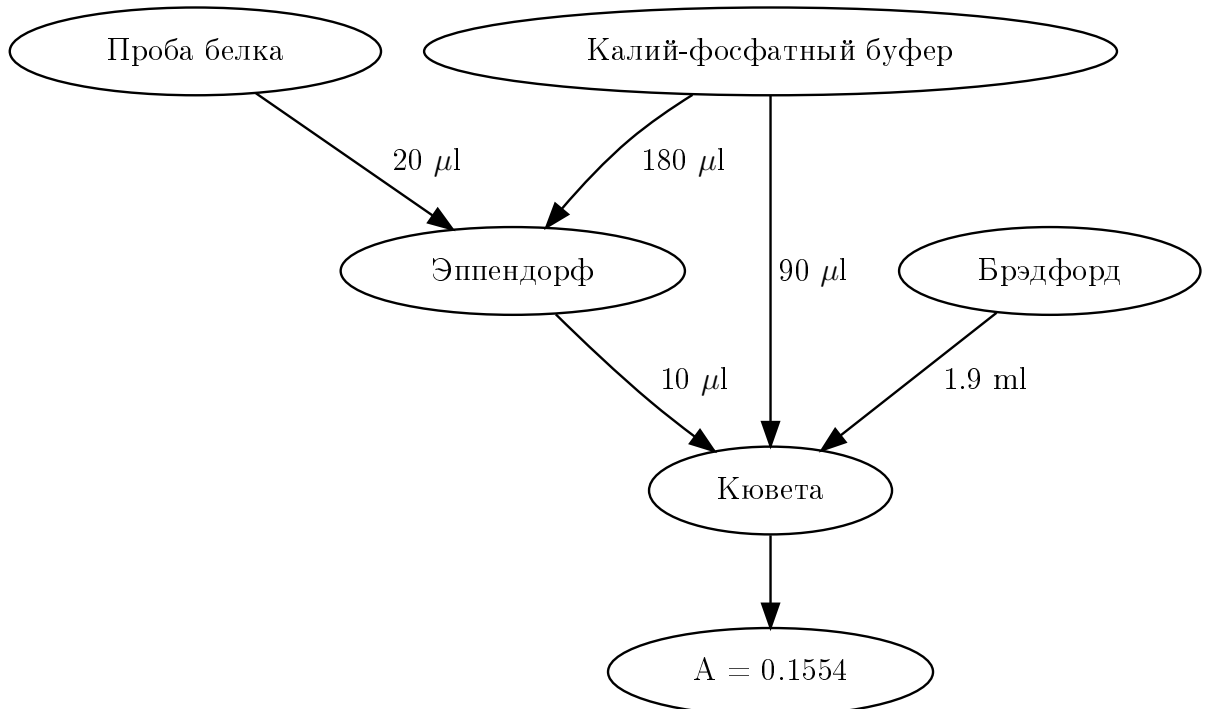 Проба белка
Калий-фосфатный буфер
20 μl
180 μl
Эппендорф
90 μl
Брэдфорд
10 μl
1.9 ml
Кювета
A = 0.1554